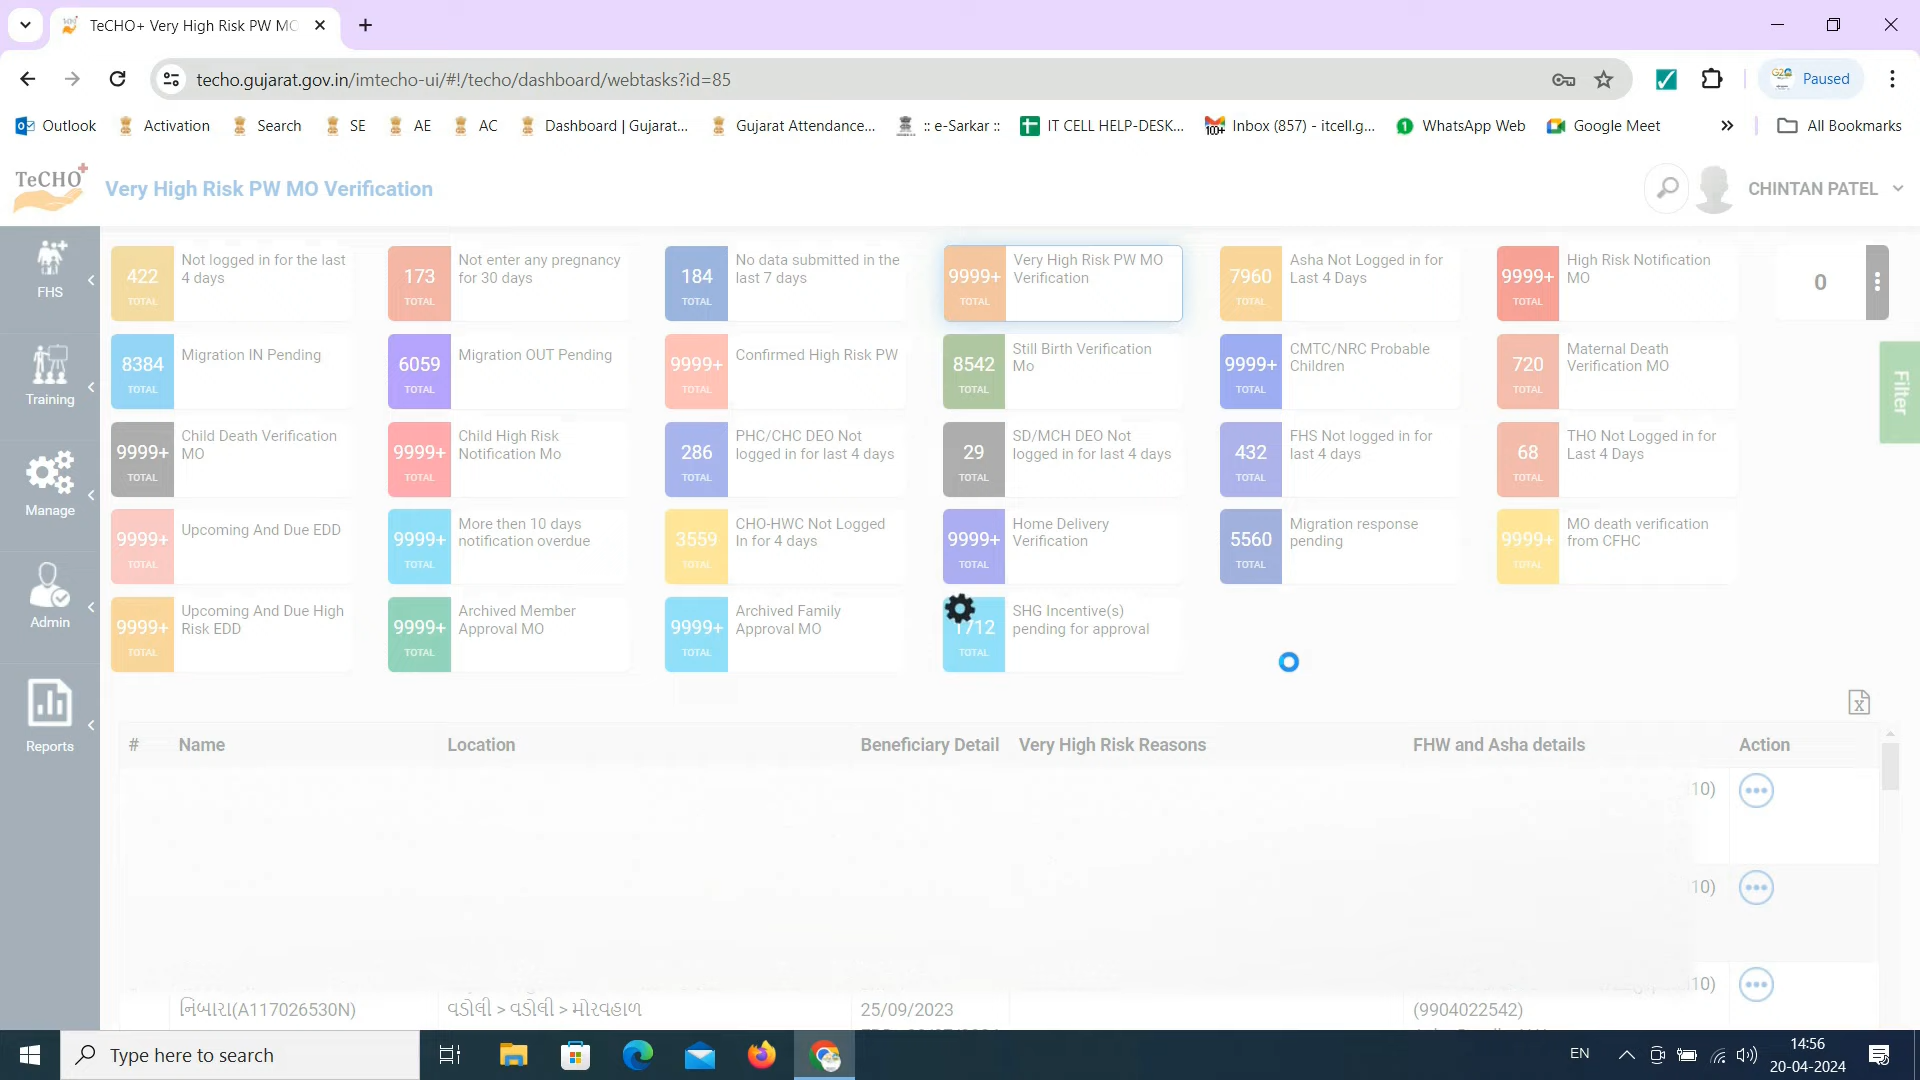 TeCHO+ Very High Risk PW MO
techo.gujarat.gov.in/imtecho-ui/#!/techo/dashboard/webtasks?id=85
Paused
Outlook
Activation
Search
SE
AE
AC
Dashboard | Gujarat...
Gujarat Attendance...
:: e-Sarkar ::
IT CELL HELP-DESK...
Inbox (857) - itcell.g...
WhatsApp Web
Google Meet
All Bookmarks
TeCHO+
Very High Risk PW MO Verification
CHINTAN PATEL
FHS
Training
Manage
Admin
Reports
422
TOTAL
Not logged in for the last
4 days
173
TOTAL
Not enter any pregnancy
for 30 days
184
TOTAL
No data submitted in the
last 7 days
9999+
TOTAL
Very High Risk PW MO
Verification
7960
TOTAL
Asha Not Logged in for
Last 4 Days
9999+
TOTAL
High Risk Notification
MO
0
Filter
8384
TOTAL
Migration IN Pending
6059
TOTAL
Migration OUT Pending
9999+
TOTAL
Confirmed High Risk PW
8542
TOTAL
Still Birth Verification
Mo
9999+
TOTAL
CMTC/NRC Probable
Children
720
TOTAL
Maternal Death
Verification MO
9999+
TOTAL
Child Death Verification
MO
9999+
TOTAL
Child High Risk
Notification Mo
286
TOTAL
PHC/CHC DEO Not
logged in for last 4 days
29
TOTAL
SD/MCH DEO Not
logged in for last 4 days
432
TOTAL
FHS Not logged in for
last 4 days
68
TOTAL
THO Not Logged in for
Last 4 Days
9999+
TOTAL
Upcoming And Due EDD
9999+
TOTAL
More then 10 days
notification overdue
3559
TOTAL
CHO-HWC Not Logged
In for 4 days
9999+
TOTAL
Home Delivery
Verification
5560
TOTAL
Migration response
pending
9999+
TOTAL
MO death verification
from CFHC
9999+
TOTAL
Upcoming And Due High
Risk EDD
9999+
TOTAL
Archived Member
Approval MO
9999+
TOTAL
Archived Family
Approval MO
1712
TOTAL
SHG Incentive(s)
pending for approval
# Name Location Beneficiary Detail Very High Risk Reasons FHW and Asha details Action
10)
10)
10)
નિબારા(A117026530N) વડોલી > વડોલી > મોરવહાળ 25/09/2023 (9904022542)
Type here to search
EN
14:56
20-04-2024